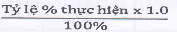 Tỷ lệ % thực hiện x 1.0
100%